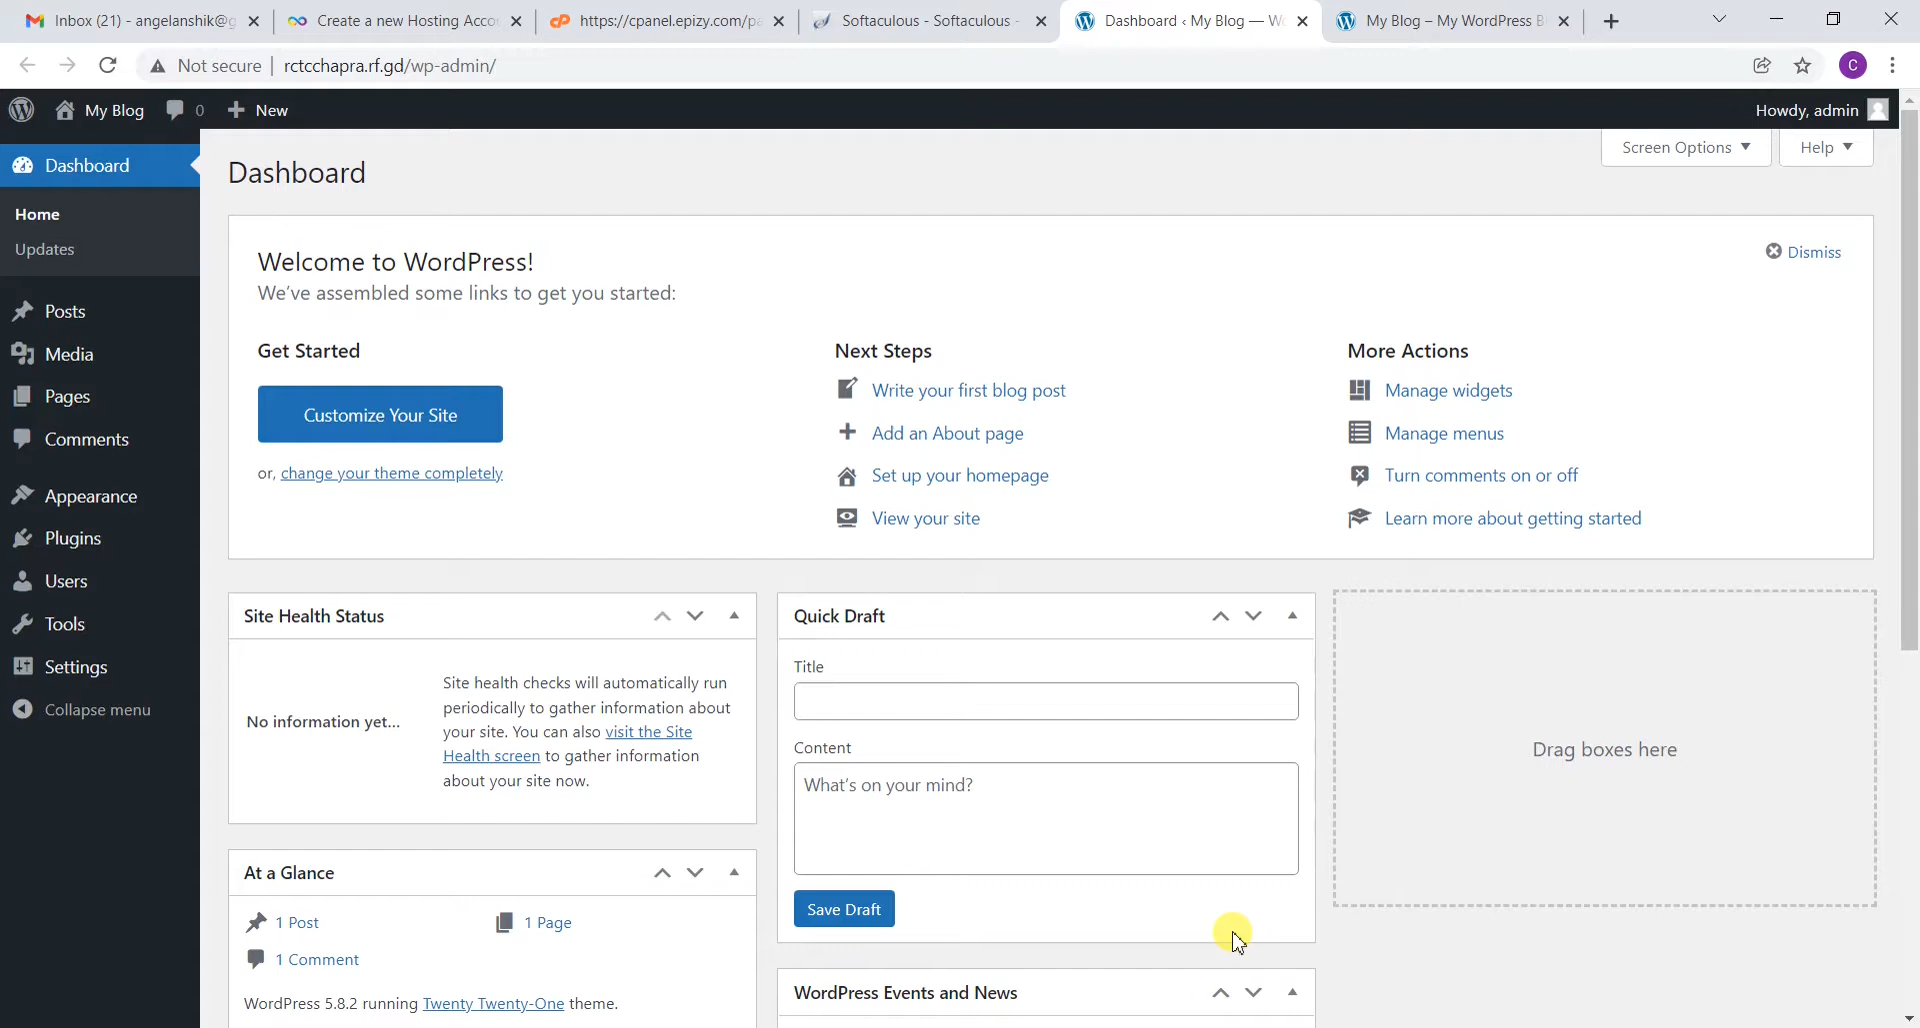 Inbox (21) - angelanshik@g
Create a new Hosting Acco
https://cpanel.epizy.com/pa
Softaculous - Softaculous -
Dashboard ‹ My Blog — W
My Blog – My WordPress B
Not secure
rctcchapra.rf.gd/wp-admin/
C
My Blog
0
New
Howdy, admin
Dashboard
Home
Updates
Posts
Media
Pages
Comments
Appearance
Plugins
Users
Tools
Settings
Collapse menu
Dashboard
Screen Options
Help
Welcome to WordPress!
We've assembled some links to get you started:
Dismiss
Get Started
Customize Your Site
or, change your theme completely
Next Steps
Write your first blog post
Add an About page
Set up your homepage
View your site
More Actions
Manage widgets
Manage menus
Turn comments on or off
Learn more about getting started
Site Health Status
No information yet...
Site health checks will automatically run
periodically to gather information about
your site. You can also visit the Site
Health screen to gather information
about your site now.
At a Glance
1 Post
1 Page
1 Comment
WordPress 5.8.2 running Twenty Twenty-One theme.
Quick Draft
Title
Content
What's on your mind?
Save Draft
WordPress Events and News
Drag boxes here